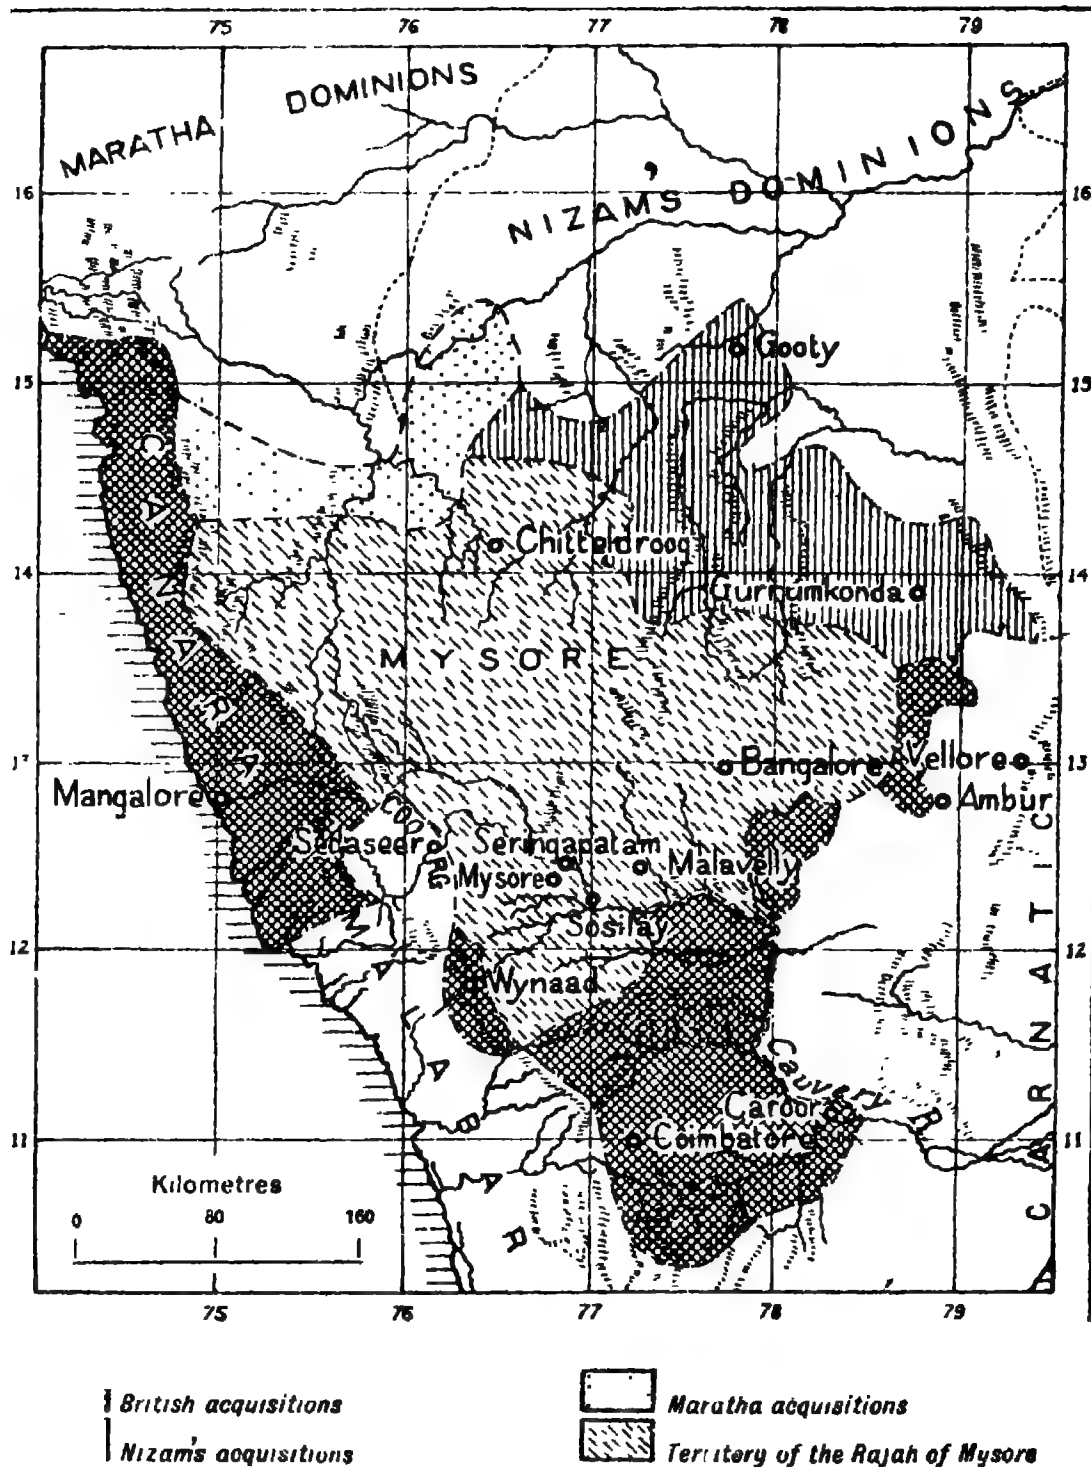 75 76 77 78 79
MARATHA DOMINIONS
NIZAM'S DOMINIONS
16 16
Gooty
15 15
CANARA
Chitteldroog
14 14
Gurrumkonda
MYSORE
13
17
Bangalore
Vellore
Mangalore
Ambur
COORG
Sedaseer
Seringapatam
Malavelly
Mysore
Sosilay
12 12
Wynaad
MALABAR
CARNATIC
Cauvery R
Caroor
11 11
Coimbatore
Kilometres
0 80 160
75 76 77 78 79
British acquisitions
Maratha acquisitions
Nizam's acquisitions
Territory of the Rajah of Mysore